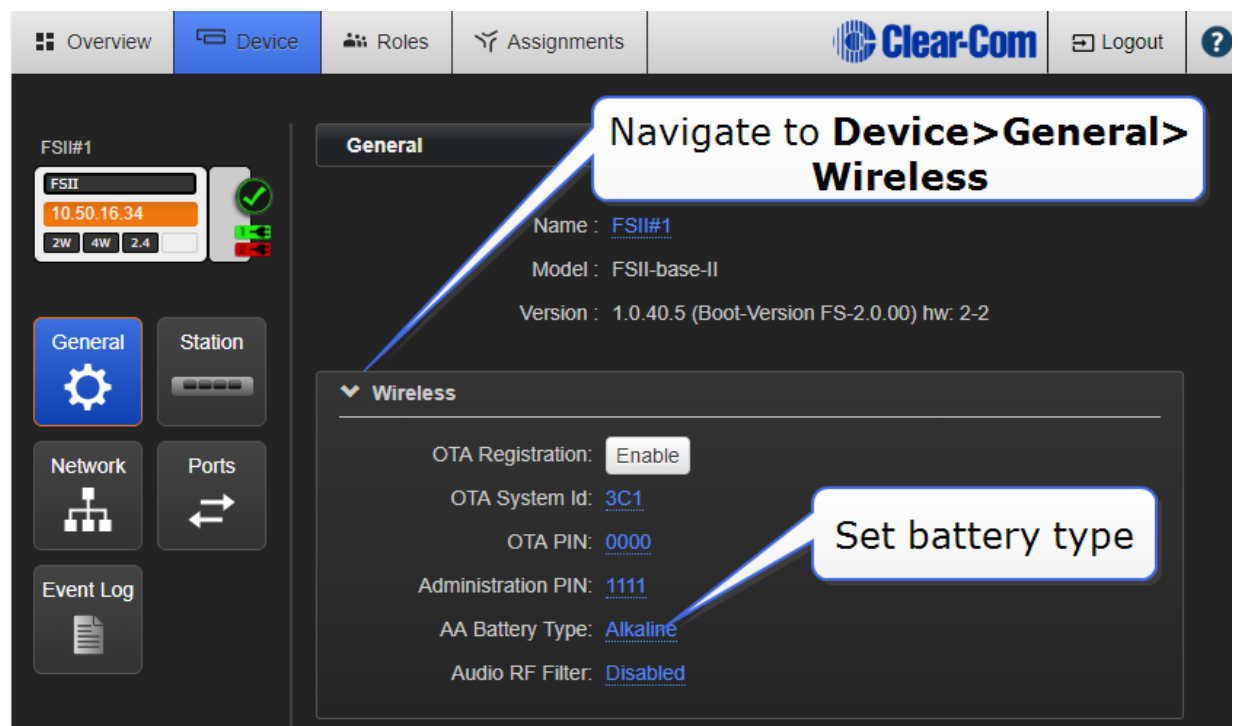 Overview
Device
Roles
Assignments
Clear-Com
Logout
?
FSII#1
FSII
10.50.16.34
2W 4W 2.4
1
2
General
Station
Network
Ports
Event Log
General
Navigate to Device>General>
Wireless
Name : FSII#1
Model : FSII-base-II
Version : 1.0.40.5 (Boot-Version FS-2.0.00) hw: 2-2
Wireless
OTA Registration: Enable
OTA System Id: 3C1
OTA PIN: 0000
Administration PIN: 1111
AA Battery Type: Alkaline
Audio RF Filter: Disabled
Set battery type